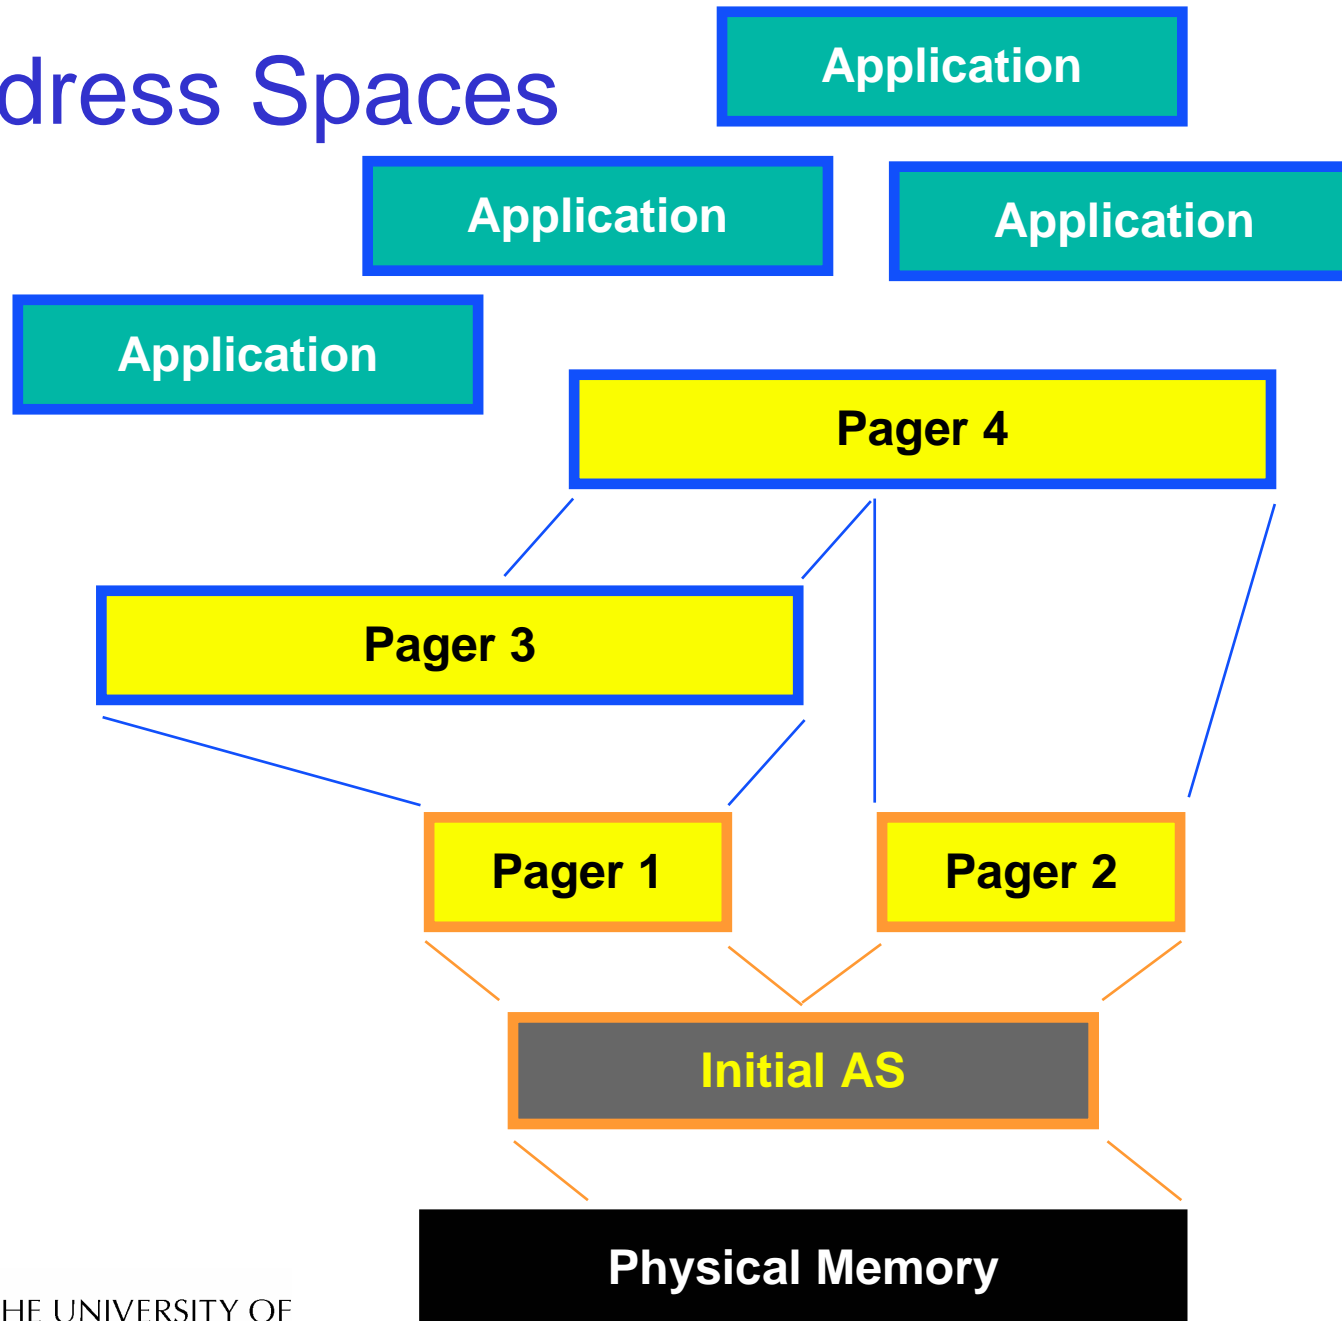 dress Spaces
Application
Application
Application
Application
Pager 4
Pager 3
Pager 1
Pager 2
Initial AS
Physical Memory
HE UNIVERSITY OF